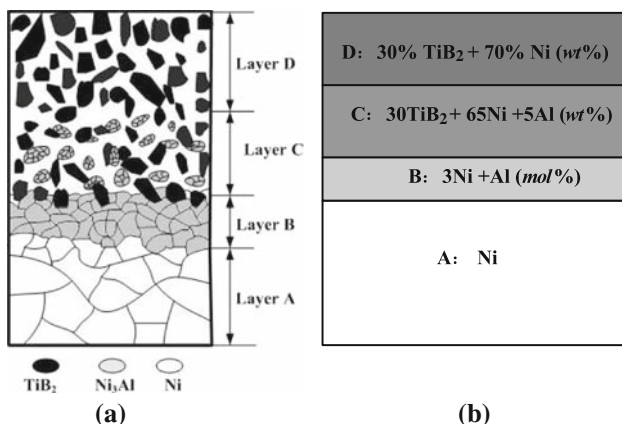 Layer D
Layer C
Layer B
Layer A
TiB₂ Ni₃Al Ni
(a)
D: 30% TiB₂ + 70% Ni (wt%)
C: 30TiB₂ + 65Ni +5Al (wt%)
B: 3Ni +Al (mol%)
A: Ni
(b)